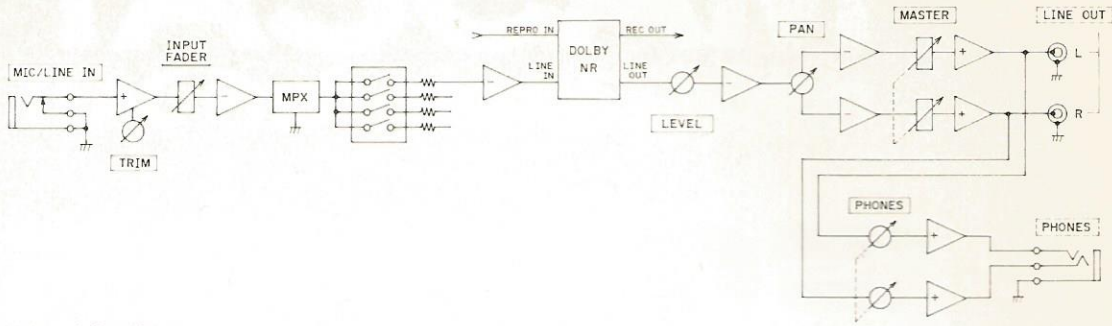 MIC/LINE IN
INPUT
FADER
TRIM
MPX
REPRO IN
REC OUT
LINE
IN
DOLBY
NR
LINE
OUT
LEVEL
PAN
MASTER
LINE OUT
L
R
PHONES
PHONES